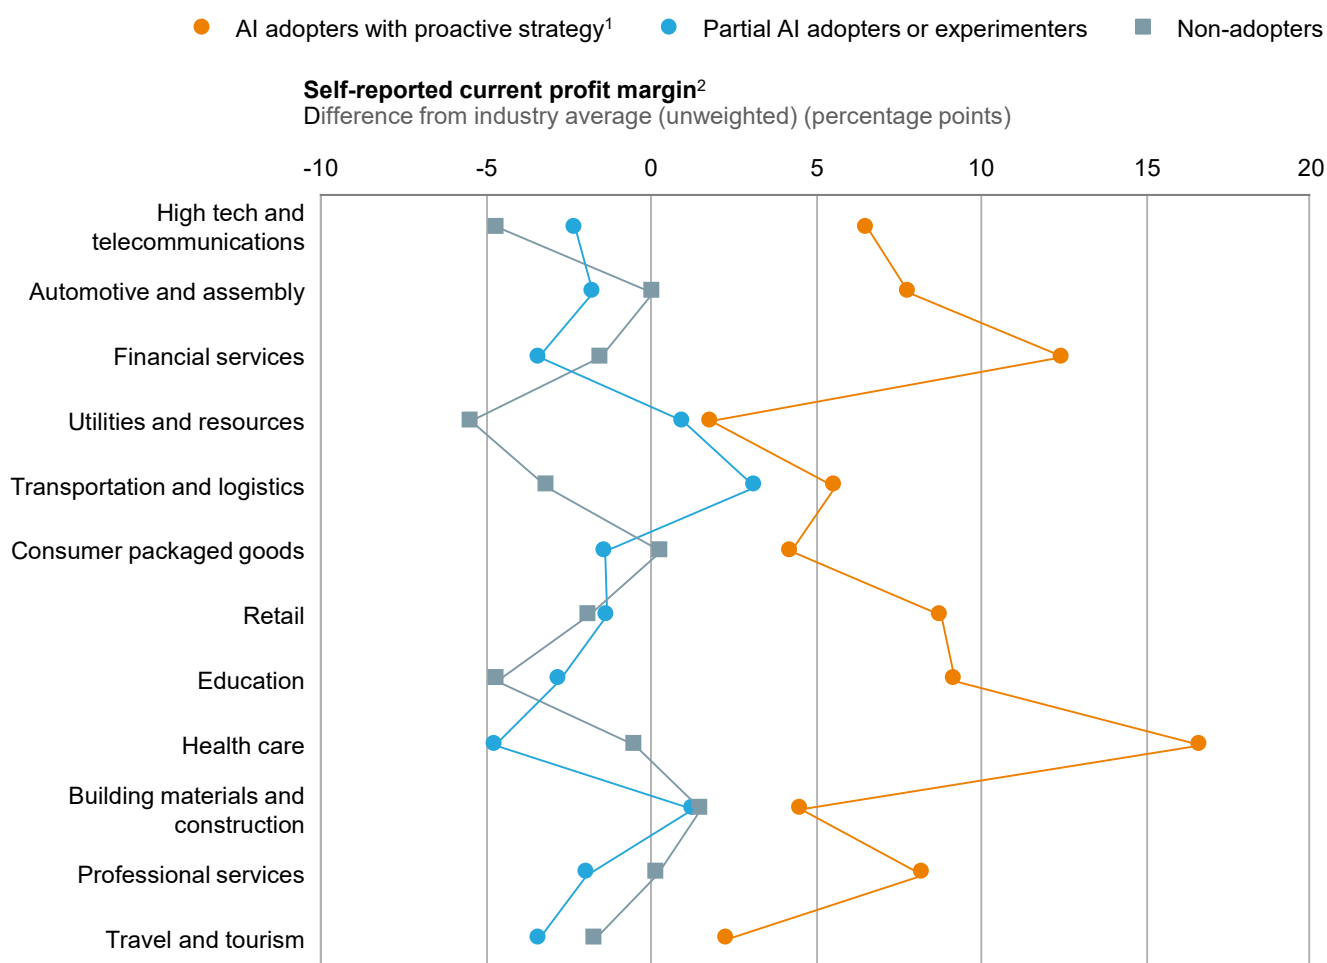 AI adopters with proactive strategy¹ Partial AI adopters or experimenters Non-adopters
Self-reported current profit margin²
Difference from industry average (unweighted) (percentage points)
-10 -5 0 5 10 15 20
High tech and
telecommunications
Automotive and assembly
Financial services
Utilities and resources
Transportation and logistics
Consumer packaged goods
Retail
Education
Health care
Building materials and
construction
Professional services
Travel and tourism